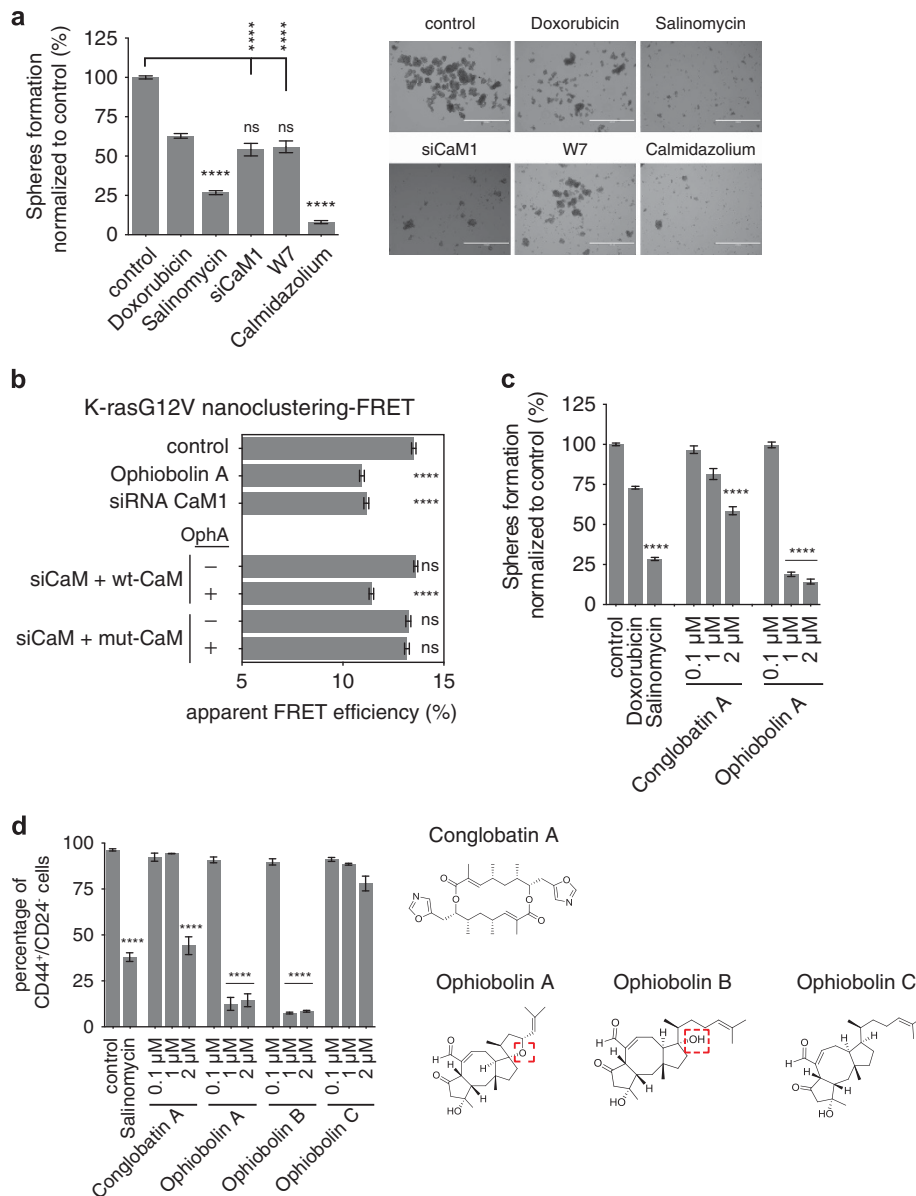 a
Spheres formation
normalized to control (%)
125
100
75
50
25
0
****
****
****
ns
ns
****
control
Doxorubicin
Salinomycin
siCaM1
W7
Calmidazolium
control
Doxorubicin
Salinomycin
siCaM1
W7
Calmidazolium
b
K-rasG12V nanoclustering-FRET
control
Ophiobolin A
****
siRNA CaM1
****
OphA
siCaM + wt-CaM
−
ns
+
****
siCaM + mut-CaM
−
ns
+
ns
5
10
15
apparent FRET efficiency (%)
c
Spheres formation
normalized to control (%)
125
100
75
50
25
0
****
****
****
control
Doxorubicin
Salinomycin
0.1 μM
1 μM
2 μM
0.1 μM
1 μM
2 μM
Conglobatin A
Ophiobolin A
d
percentage of
CD44+/CD24- cells
100
75
50
25
0
****
****
****
****
control
Salinomycin
0.1 μM
1 μM
2 μM
0.1 μM
1 μM
2 μM
0.1 μM
1 μM
2 μM
0.1 μM
1 μM
2 μM
Conglobatin A
Ophiobolin A
Ophiobolin B
Ophiobolin C
Conglobatin A
O
O
N
O
O
O
N
O
Ophiobolin A
O
H
O
O
H
H
HO
Ophiobolin B
O
H
OH
O
H
H
HO
Ophiobolin C
O
H
H
H
O
H
HO